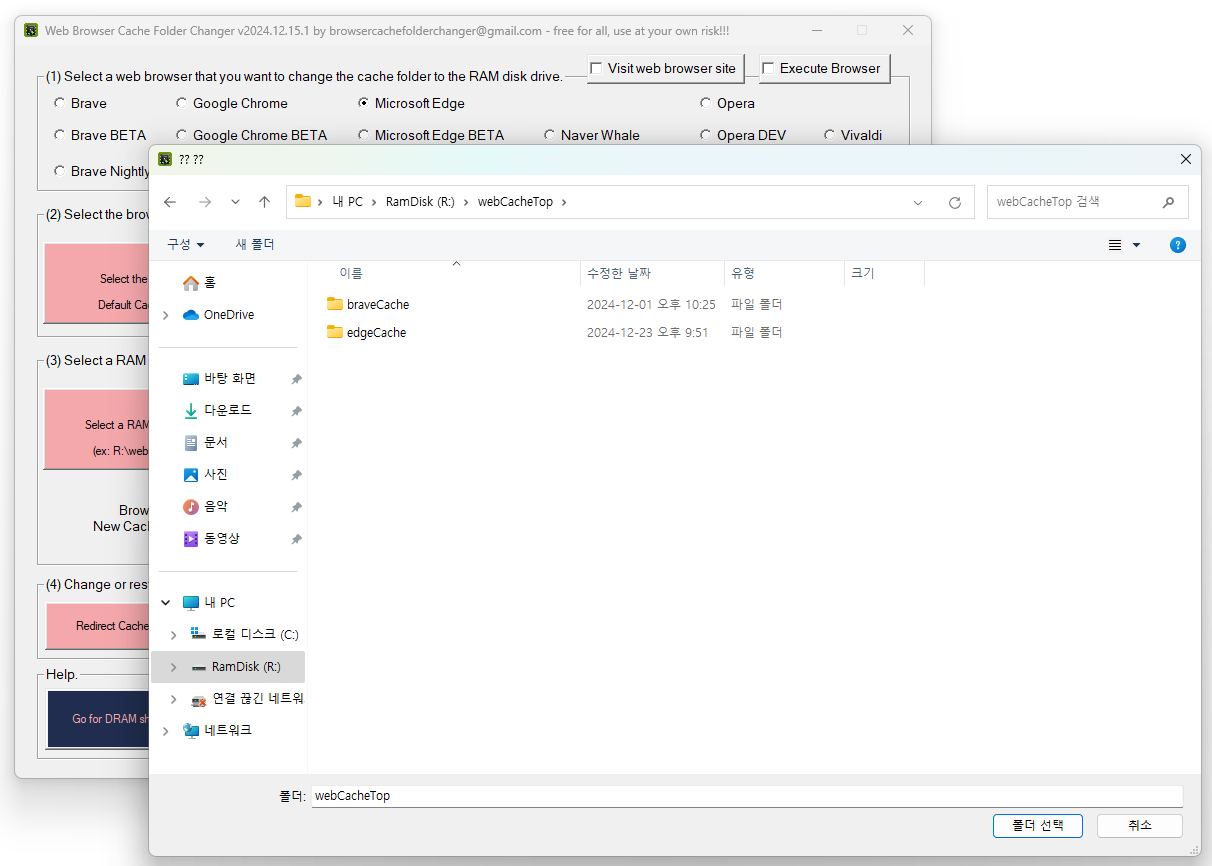 Web Browser Cache Folder Changer v2024.12.15.1 by browsercachefolderchanger@gmail.com - free for all, use at your own risk!!!
(1) Select a web browser that you want to change the cache folder to the RAM disk drive.
Visit web browser site
Execute Browser
Brave
Google Chrome
Microsoft Edge
Opera
Brave BETA
Google Chrome BETA
Microsoft Edge BETA
Naver Whale
Opera DEV
Vivaldi
Brave Nightly
(2) Select the brow
Select the
Default Cac
(3) Select a RAM
Select a RAM
(ex: R:\web
Brow
New Cach
(4) Change or rest
Redirect Cache
Help.
Go for DRAM sh
?? ??
내 PC
RamDisk (R:)
webCacheTop
webCacheTop 검색
구성
새 폴더
홈
OneDrive
바탕 화면
다운로드
문서
사진
음악
동영상
내 PC
로컬 디스크 (C:)
RamDisk (R:)
연결 끊긴 네트워
네트워크
이름
수정한 날짜
유형
크기
braveCache
2024-12-01 오후 10:25
파일 폴더
edgeCache
2024-12-23 오후 9:51
파일 폴더
폴더:
webCacheTop
폴더 선택
취소